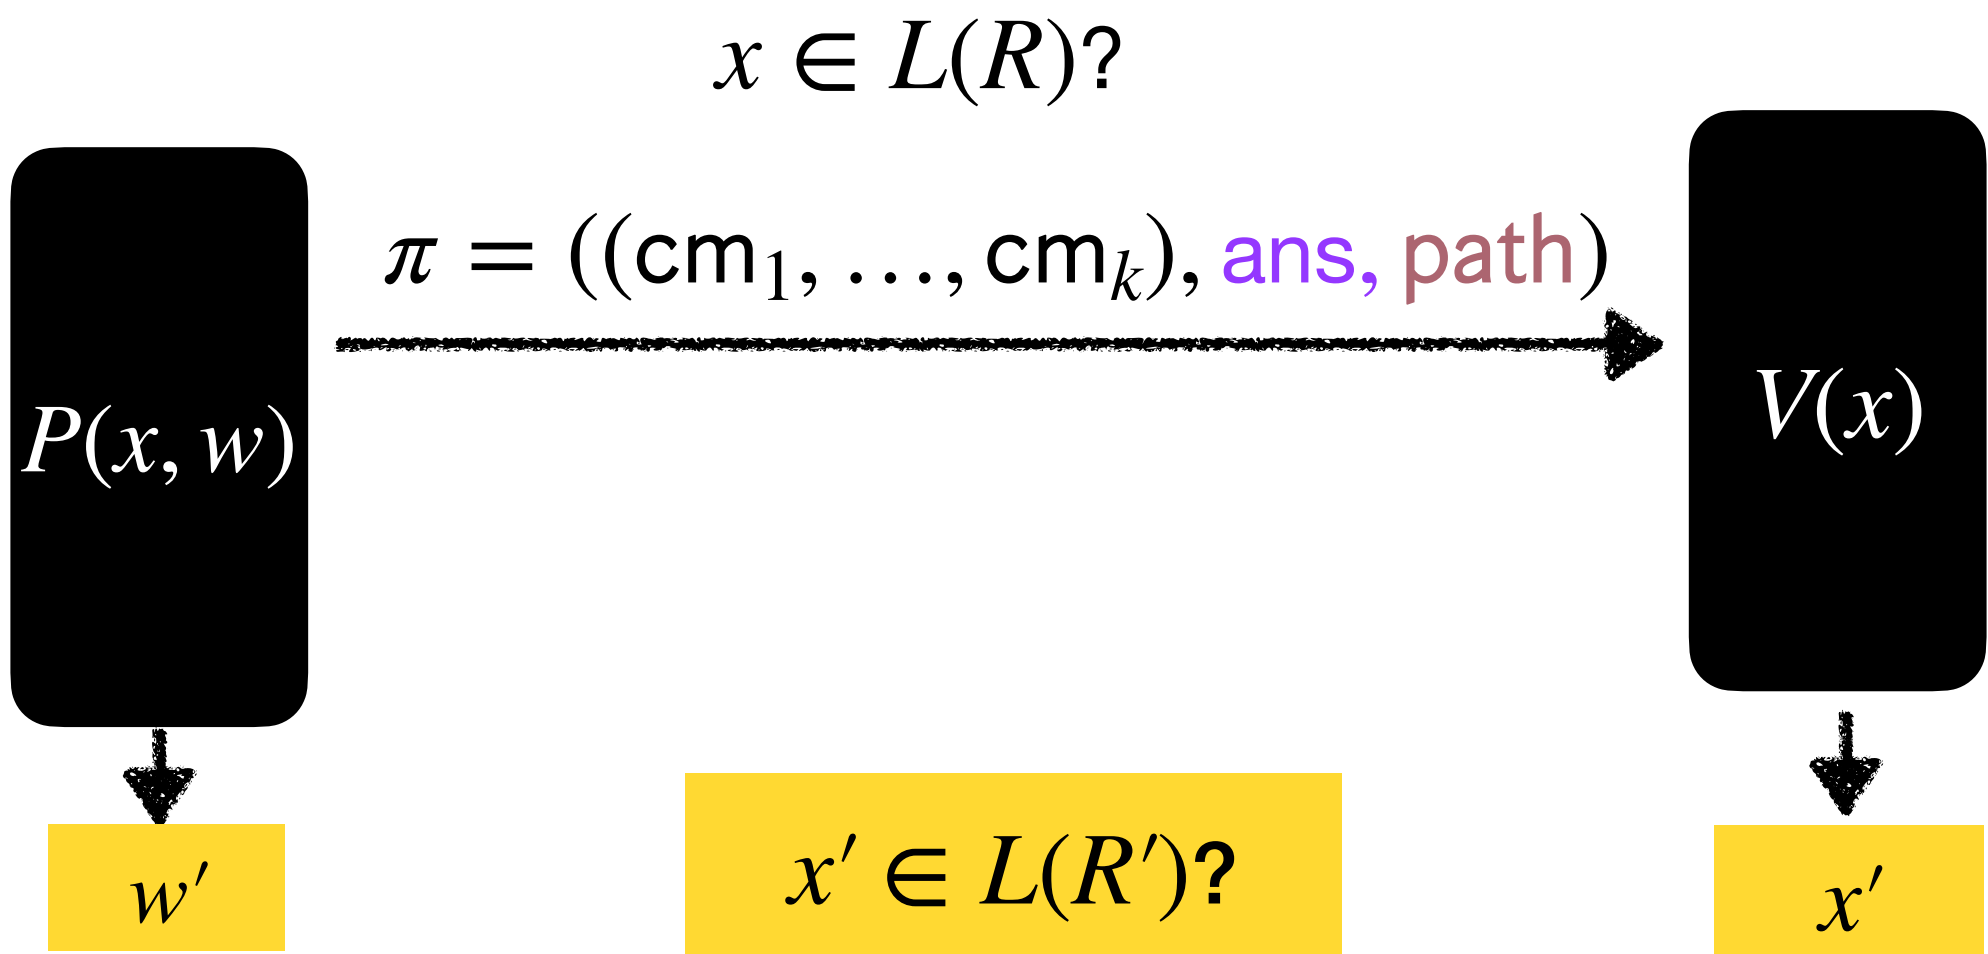 x ∈ L(R)?
π = ((cm₁, …, cmₖ), ans, path)
P(x, w)
V(x)
w′
x′ ∈ L(R′)?
x′